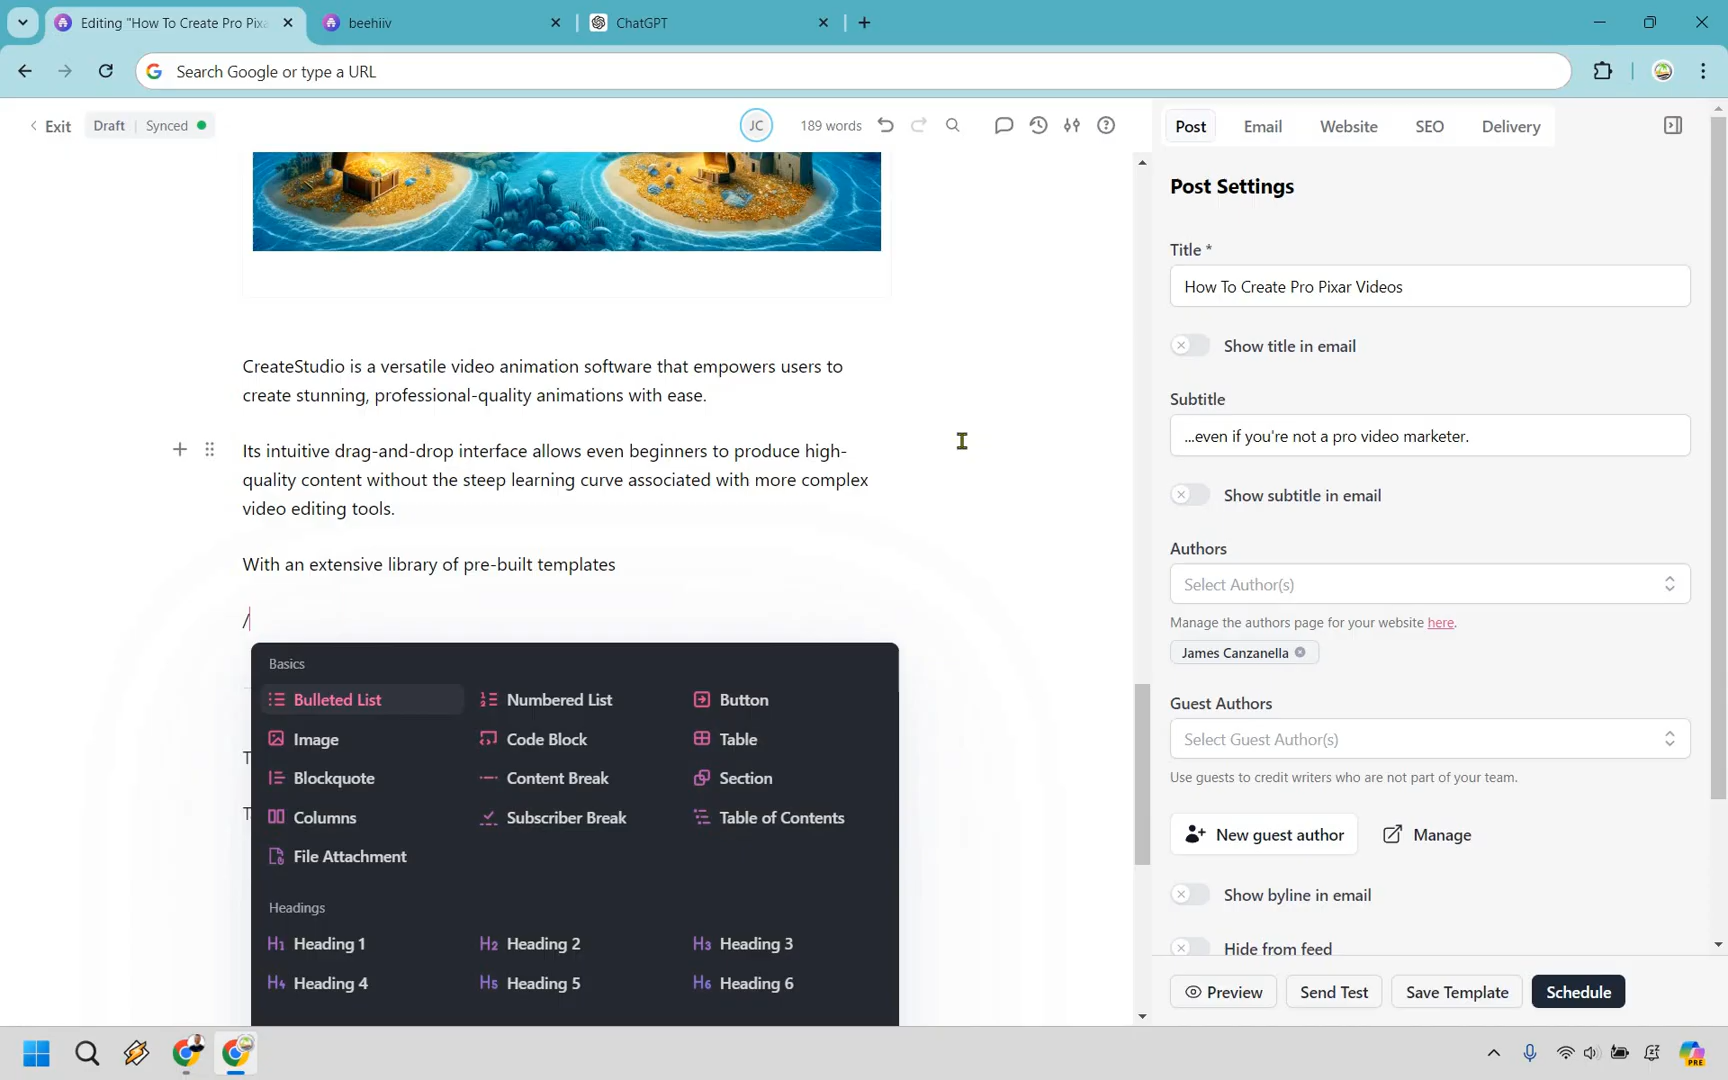 Editing "How To Create Pro Pixa
beehiiv
ChatGPT
Search Google or type a URL
Exit
Draft
Synced
JC
189 words
Post
Email
Website
SEO
Delivery
Post Settings
Title *
How To Create Pro Pixar Videos
Show title in email
CreateStudio is a versatile video animation software that empowers users to
create stunning, professional-quality animations with ease.
Subtitle
...even if you're not a pro video marketer.
Its intuitive drag-and-drop interface allows even beginners to produce high-
quality content without the steep learning curve associated with more complex
video editing tools.
Show subtitle in email
With an extensive library of pre-built templates
Authors
Select Author(s)
Manage the authors page for your website here.
James Canzanella
/
Basics
Bulleted List
Numbered List
Button
Image
Code Block
Table
Blockquote
Content Break
Section
Columns
Subscriber Break
Table of Contents
File Attachment
Headings
H1 Heading 1
H2 Heading 2
H3 Heading 3
H4 Heading 4
H5 Heading 5
H6 Heading 6
Guest Authors
Select Guest Author(s)
Use guests to credit writers who are not part of your team.
New guest author
Manage
Show byline in email
Hide from feed
Preview
Send Test
Save Template
Schedule
PRE